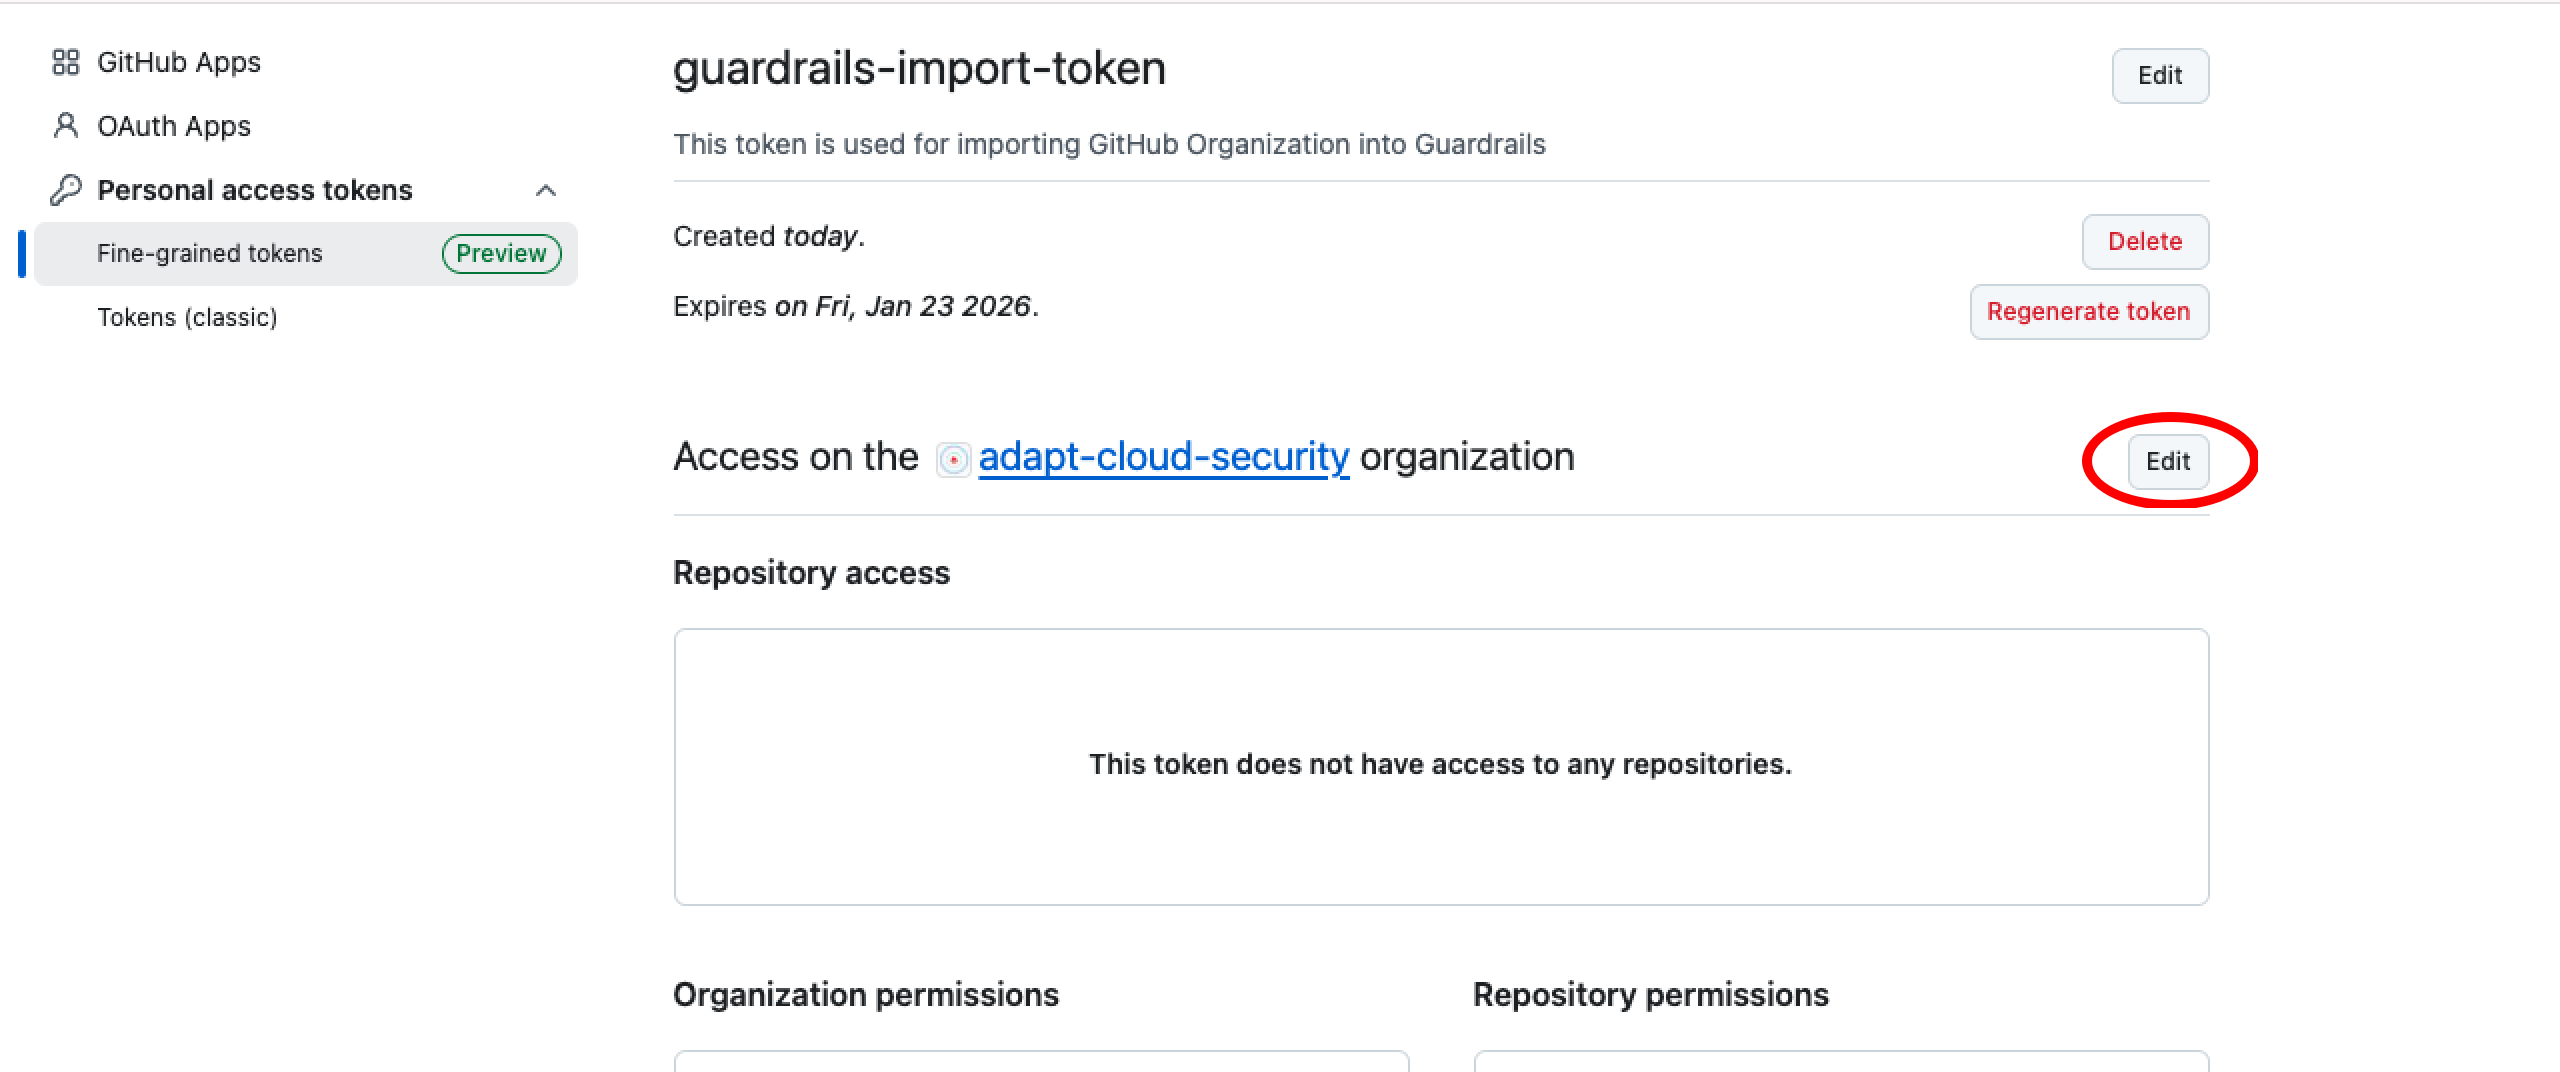 GitHub Apps
OAuth Apps
Personal access tokens
Fine-grained tokens Preview
Tokens (classic)
guardrails-import-token Edit
This token is used for importing GitHub Organization into Guardrails
Created today. Delete
Expires on Fri, Jan 23 2026. Regenerate token
Access on the adapt-cloud-security organization Edit
Repository access
This token does not have access to any repositories.
Organization permissions
Repository permissions